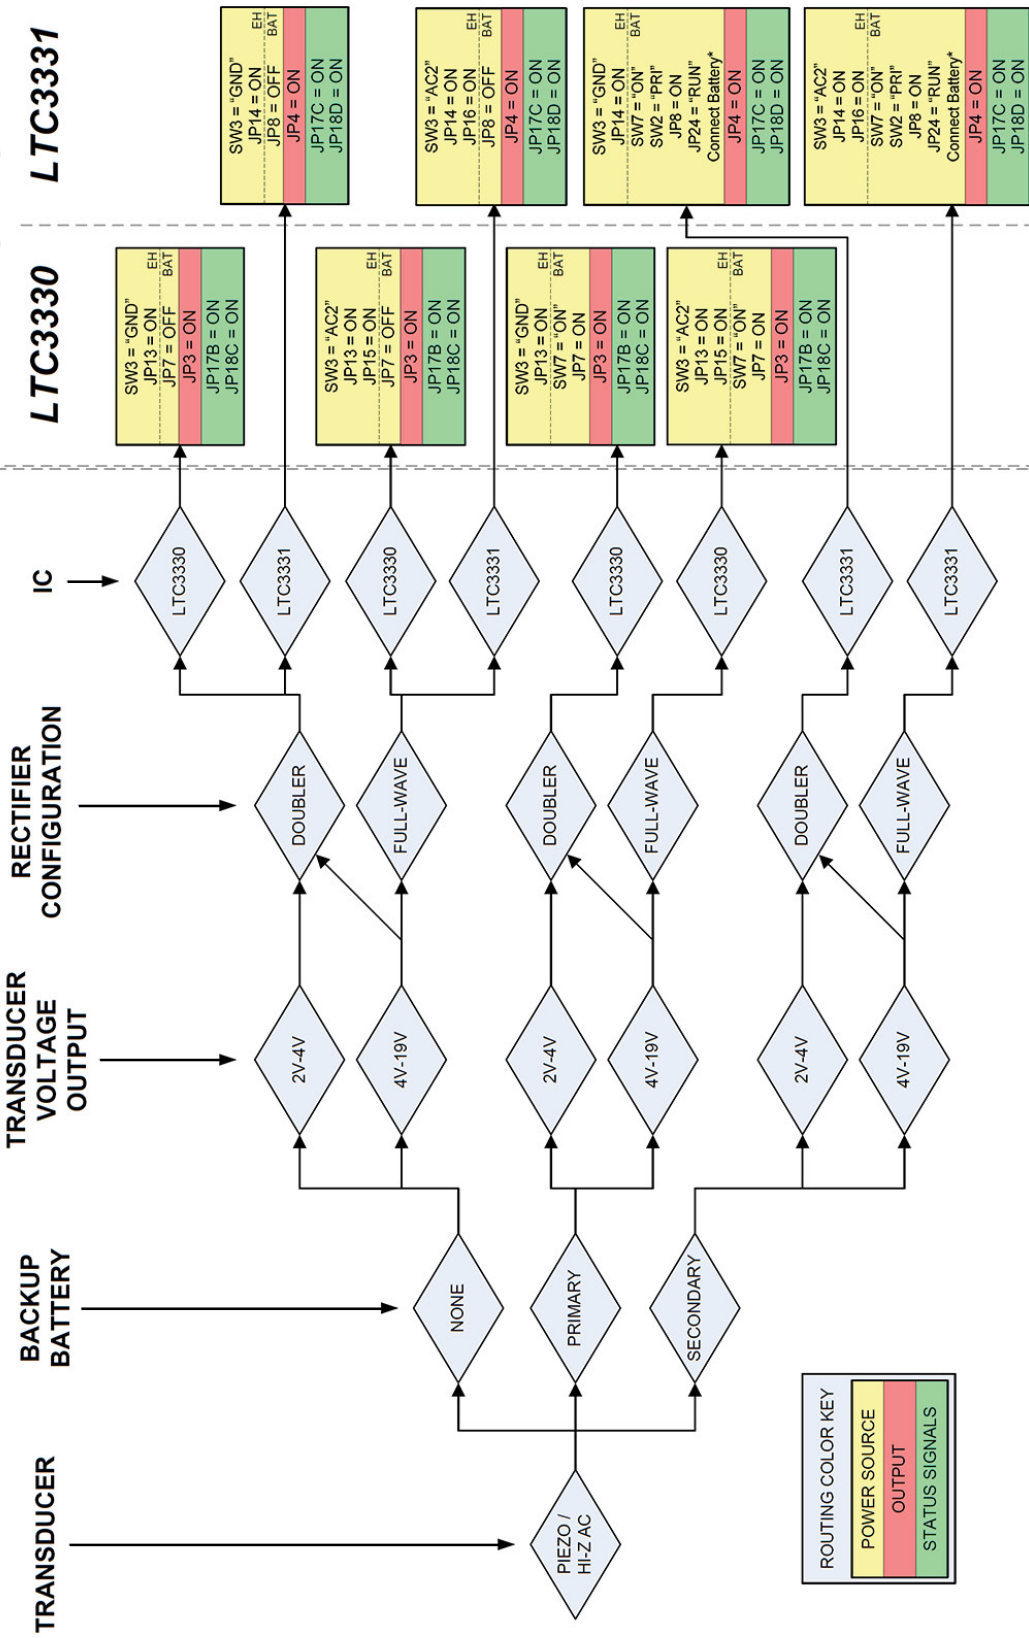 TRANSDUCER
BACKUP
BATTERY
TRANSDUCER
VOLTAGE
OUTPUT
RECTIFIER
CONFIGURATION
IC
LTC3330
LTC3331
PIEZO /
HI-Z AC
NONE
PRIMARY
SECONDARY
2V-4V
4V-19V
2V-4V
4V-19V
2V-4V
4V-19V
DOUBLER
FULL-WAVE
DOUBLER
FULL-WAVE
DOUBLER
FULL-WAVE
LTC3330
LTC3331
LTC3330
LTC3331
LTC3330
LTC3330
LTC3331
LTC3331
SW3 = “GND”
JP13 = ON
EH
JP7 = OFF
BAT
JP3 = ON
JP17B = ON
JP18C = ON
SW3 = “AC2”
JP13 = ON
JP15 = ON
EH
JP7 = OFF
BAT
JP3 = ON
JP17B = ON
JP18C = ON
SW3 = “GND”
JP13 = ON
EH
SW7 = “ON”
BAT
JP7 = ON
JP3 = ON
JP17B = ON
JP18C = ON
SW3 = “AC2”
JP13 = ON
JP15 = ON
EH
SW7 = “ON”
BAT
JP7 = ON
JP3 = ON
JP17B = ON
JP18C = ON
SW3 = “GND”
JP14 = ON
EH
JP8 = OFF
BAT
JP4 = ON
JP17C = ON
JP18D = ON
SW3 = “AC2”
JP14 = ON
JP16 = ON
EH
JP8 = OFF
BAT
JP4 = ON
JP17C = ON
JP18D = ON
SW3 = “GND”
JP14 = ON
EH
SW7 = “ON”
BAT
SW2 = “PRI”
JP8 = ON
JP24 = “RUN”
Connect Battery*
JP4 = ON
JP17C = ON
JP18D = ON
SW3 = “AC2”
JP14 = ON
JP16 = ON
EH
SW7 = “ON”
BAT
SW2 = “PRI”
JP8 = ON
JP24 = “RUN”
Connect Battery*
JP4 = ON
JP17C = ON
JP18D = ON
ROUTING COLOR KEY
POWER SOURCE
OUTPUT
STATUS SIGNALS